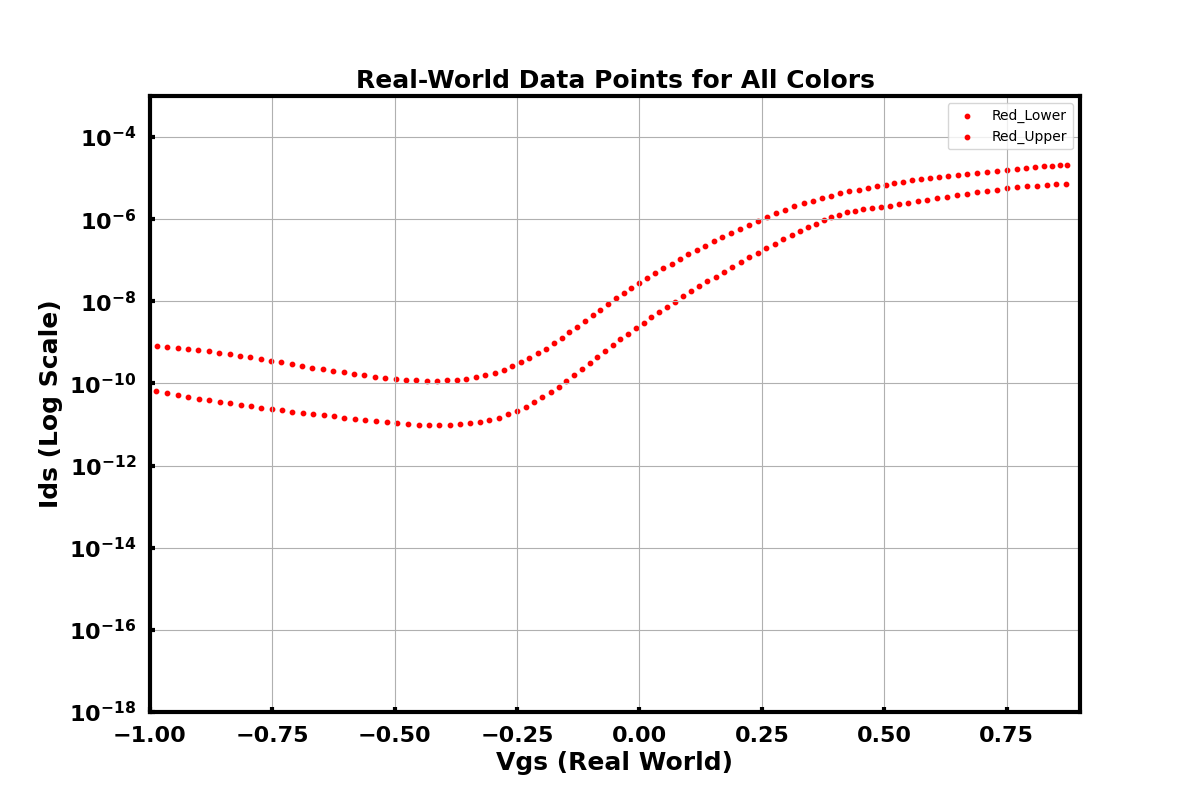 Real-World Data Points for All Colors
Red_Lower
Red_Upper
10⁻⁴
10⁻⁶
10⁻⁸
10⁻¹⁰
10⁻¹²
10⁻¹⁴
10⁻¹⁶
10⁻¹⁸
Ids (Log Scale)
−1.00 −0.75 −0.50 −0.25 0.00 0.25 0.50 0.75
Vgs (Real World)